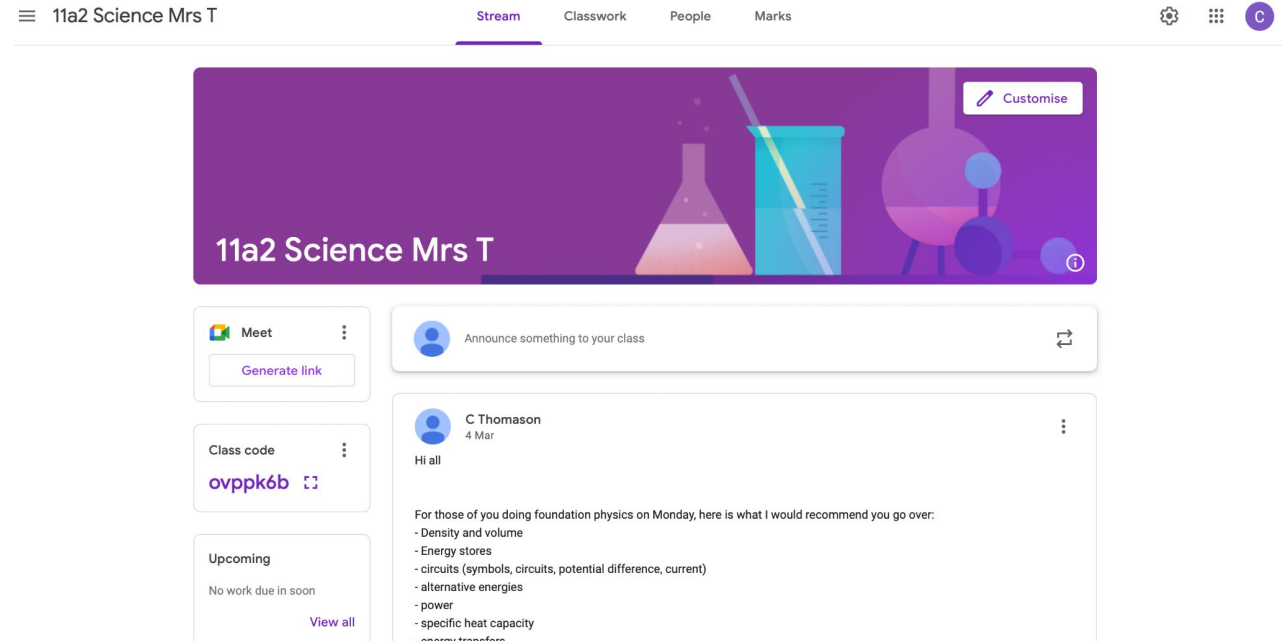 11a2 Science Mrs T
Stream Classwork People Marks
C
Customise
11a2 Science Mrs T
Meet
Generate link
Class code
ovppk6b
Upcoming
No work due in soon
View all
Announce something to your class
C Thomason
4 Mar
Hi all
For those of you doing foundation physics on Monday, here is what I would recommend you go over:
- Density and volume
- Energy stores
- circuits (symbols, circuits, potential difference, current)
- alternative energies
- power
- specific heat capacity
- energy transfers